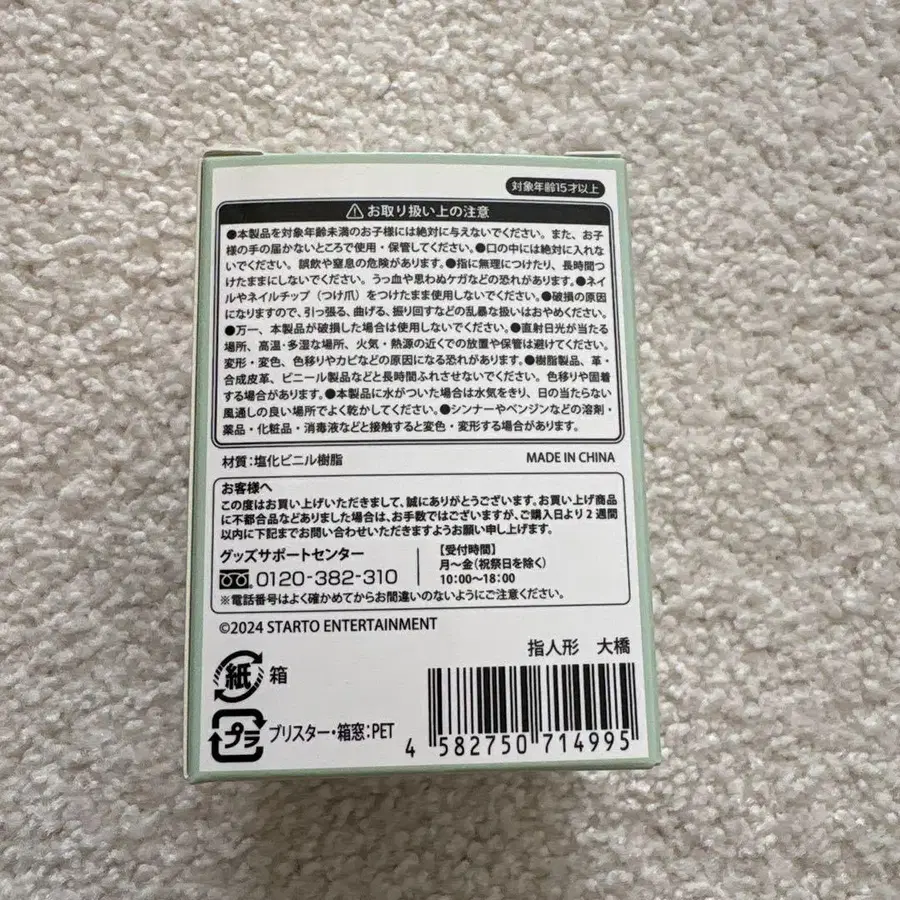 対象年齢15才以上
⚠お取り扱い上の注意
●本製品を対象年齢未満のお子様には絶対に与えないでください。また、お子
様の手の届かないところで使用・保管してください。●口の中には絶対に入れな
いでください。誤飲や窒息の危険があります。●指に無理につけたり、長時間つ
けたままにしないでください。うっ血や思わぬケガなどの恐れがあります。●ネイ
ルやネイルチップ（つけ爪）をつけたまま使用しないでください。●破損の原因
になりますので、引っ張る、曲げる、振り回すなどの乱暴な扱いはおやめください。
●万一、本製品が破損した場合は使用しないでください。●直射日光が当たる
場所、高温・多湿な場所、火気・熱源の近くでの放置や保管は避けてください。
変形・変色、色移りやカビなどの原因になる恐れがあります。●樹脂製品、革・
合成皮革、ビニール製品などと長時間ふれさせないでください。色移りや固着
する場合があります。●本製品に水がついた場合は水気をきり、日の当たらない
風通しの良い場所でよく乾かしてください。●シンナーやベンジンなどの溶剤・
薬品・化粧品・消毒液などと接触すると変色・変形する場合があります。
材質：塩化ビニル樹脂 MADE IN CHINA
お客様へ
この度はお買い上げいただきまして、誠にありがとうございます。お買い上げ商品
に不都合品などありました場合は、お手数ではございますが、ご購入日より2週間
以内に下記までお問い合わせいただきますようお願い申し上げます。
グッズサポートセンター
0120-382-310
【受付時間】
月〜金（祝祭日を除く）
10:00〜18:00
※電話番号はよく確かめてからお間違いのないようにご注意ください。
©2024 STARTO ENTERTAINMENT
指人形 大橋
紙 箱
プラ ブリスター・箱窓：PET
4 582750 714995